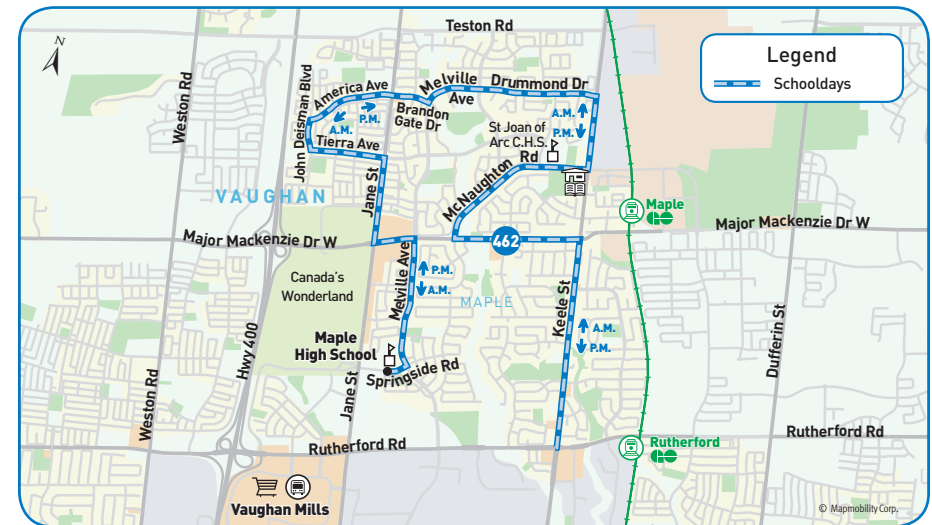 Teston Rd
N
Legend
Schooldays
Weston Rd
John Deisman Blvd
America Ave
Melville
Ave
Drummond Dr
Brandon
Gate Dr
A.M.
P.M.
Tierra Ave
A.M.
P.M.
St Joan of
Arc C.H.S.
McNaughton
Rd
VAUGHAN
Jane St
Maple
Major Mackenzie Dr W
Major Mackenzie Dr W
462
Canada's
Wonderland
Melville Ave
P.M.
A.M.
MAPLE
Keele St
A.M.
P.M.
Dufferin St
Hwy 400
Maple
High School
Springside Rd
Weston Rd
Jane St
Rutherford Rd
Rutherford
Rutherford Rd
Vaughan Mills
© Mapmobility Corp.